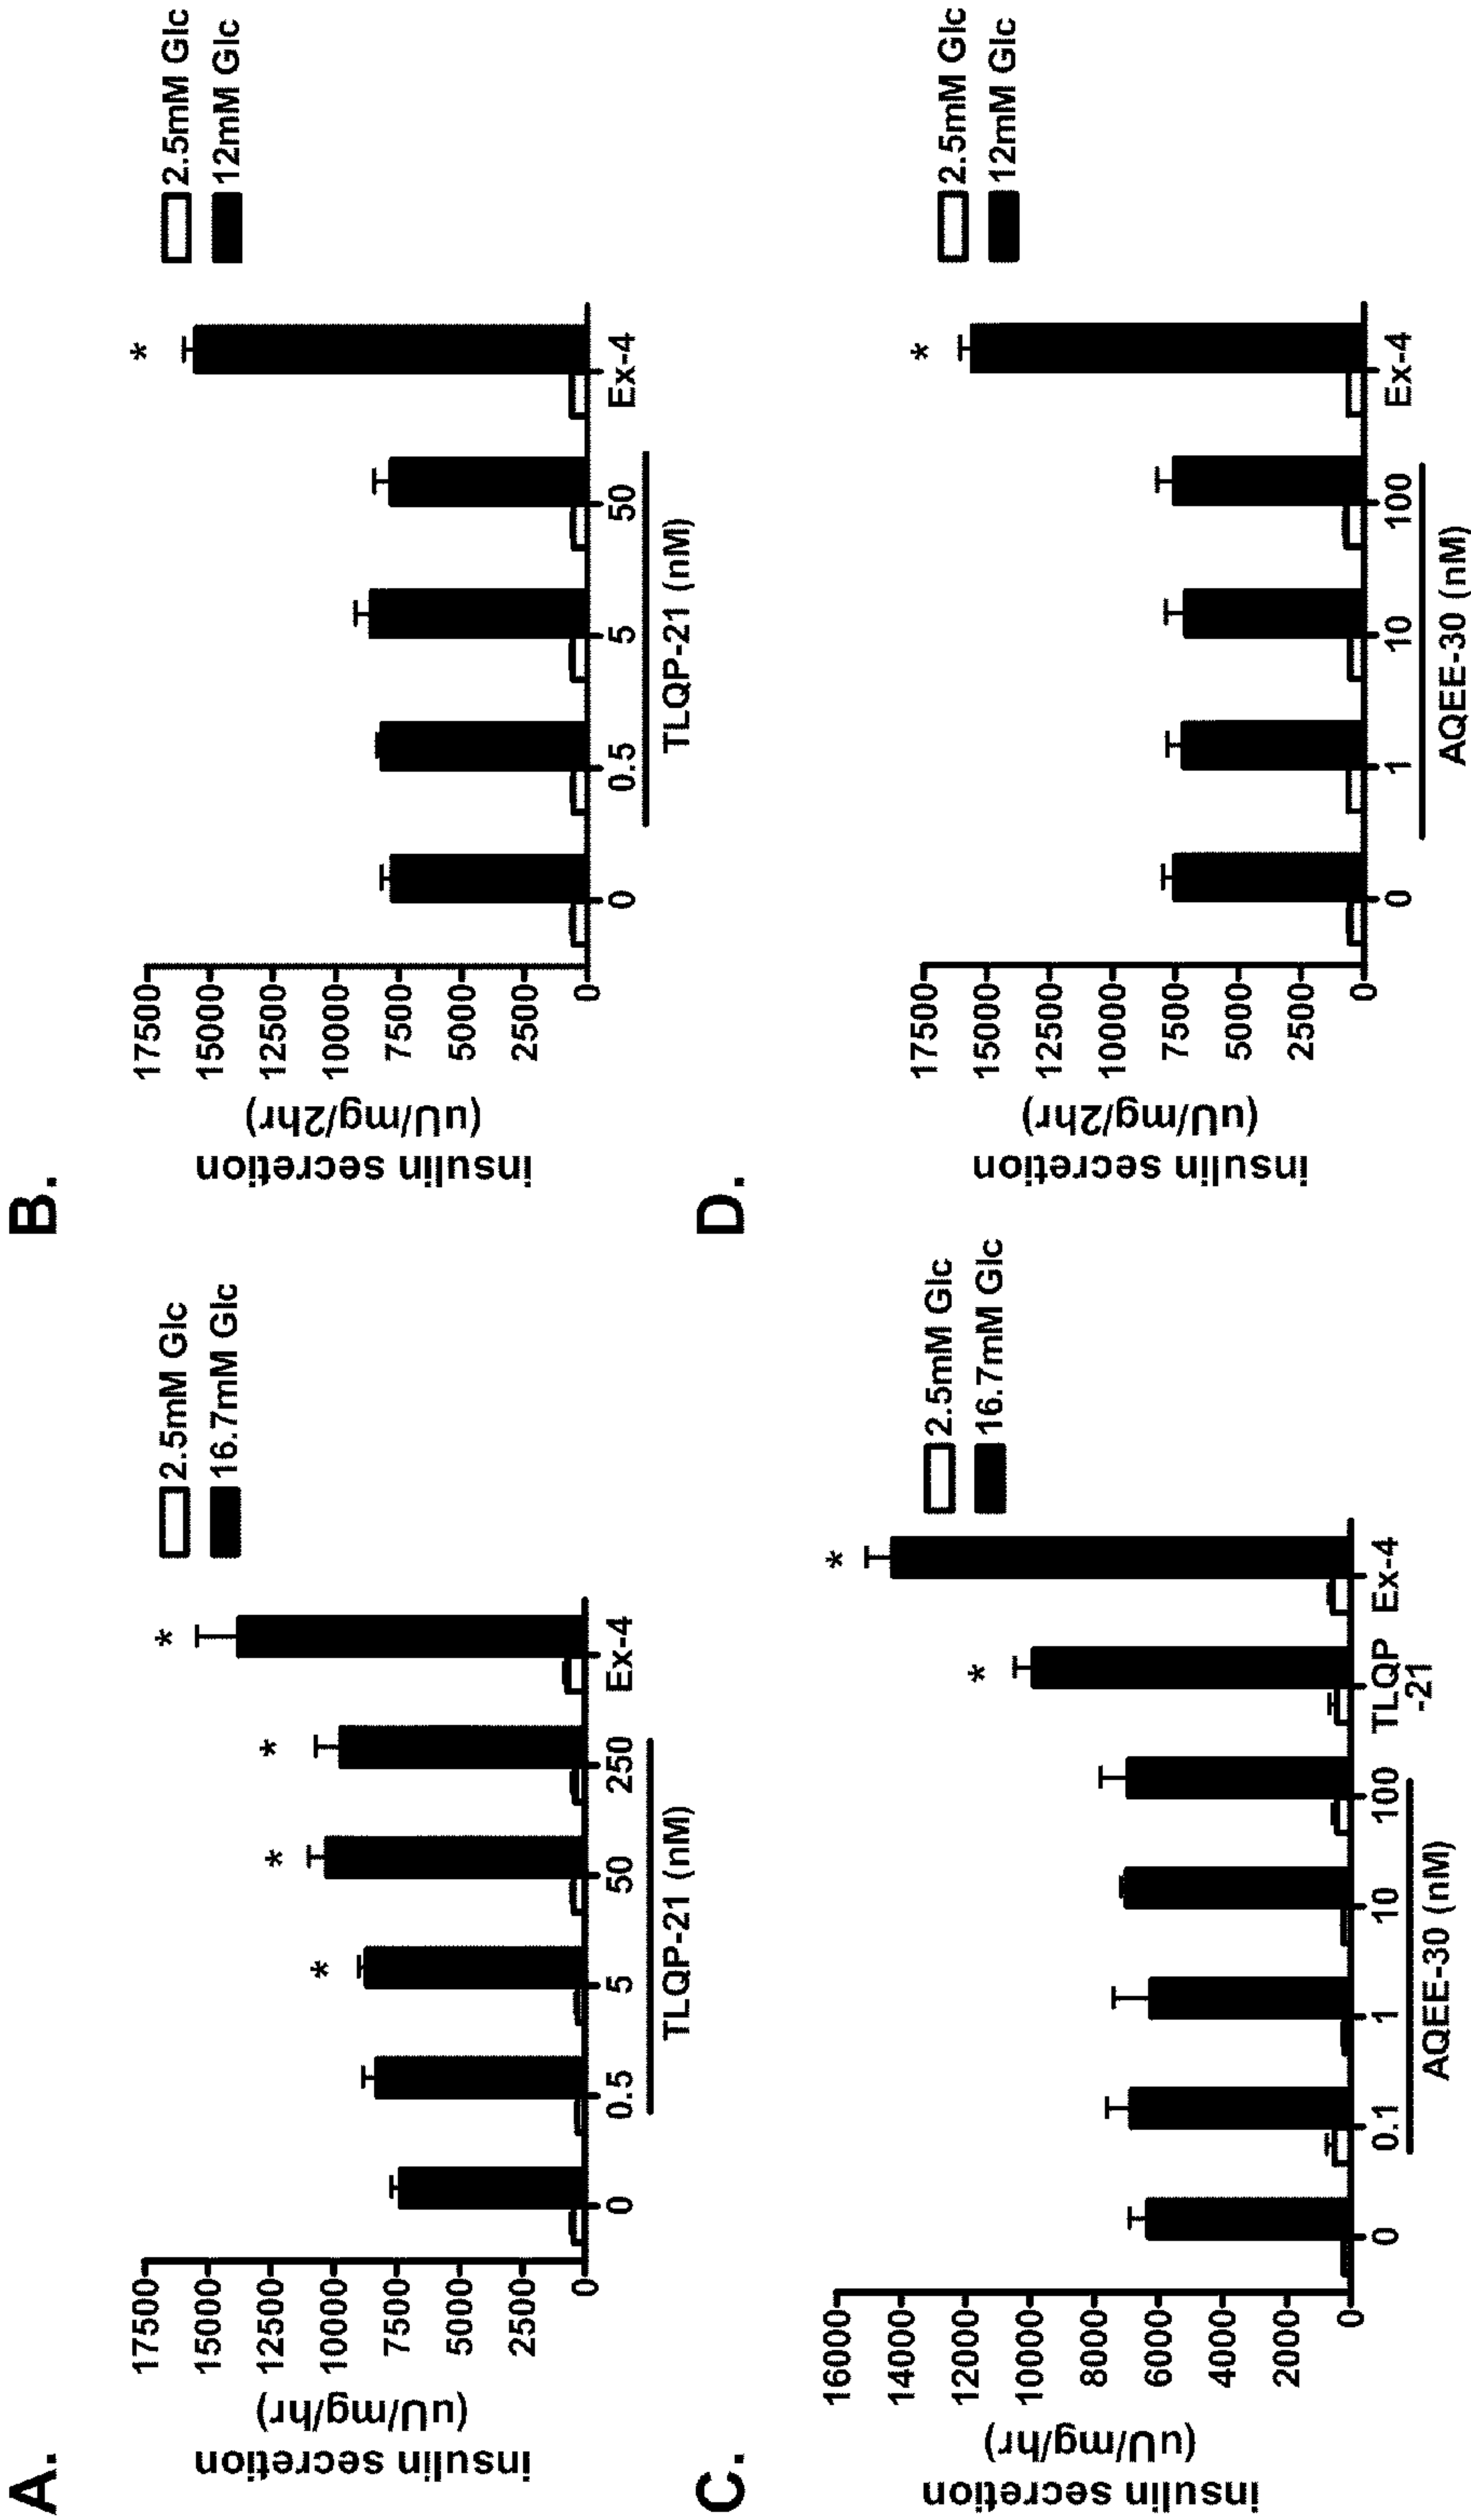 A.
insulin secretion
(uU/mg/hr)
17500
15000
12500
10000
7500
5000
2500
0
2.5mM Glc
16.7mM Glc
* * * *
0 0.5 5 50 250 Ex-4
TLQP-21 (nM)
B.
insulin secretion
(uU/mg/2hr)
17500
15000
12500
10000
7500
5000
2500
0
2.5mM Glc
12mM Glc
*
0 0.5 5 50 Ex-4
TLQP-21 (nM)
C.
insulin secretion
(uU/mg/hr)
16000
14000
12000
10000
8000
6000
4000
2000
0
2.5mM Glc
16.7mM Glc
* *
0 0.1 1 10 100 TLQP Ex-4
-21
AQEE-30 (nM)
D.
insulin secretion
(uU/mg/2hr)
17500
15000
12500
10000
7500
5000
2500
0
2.5mM Glc
12mM Glc
*
0 1 10 100 Ex-4
AQEE-30 (nM)